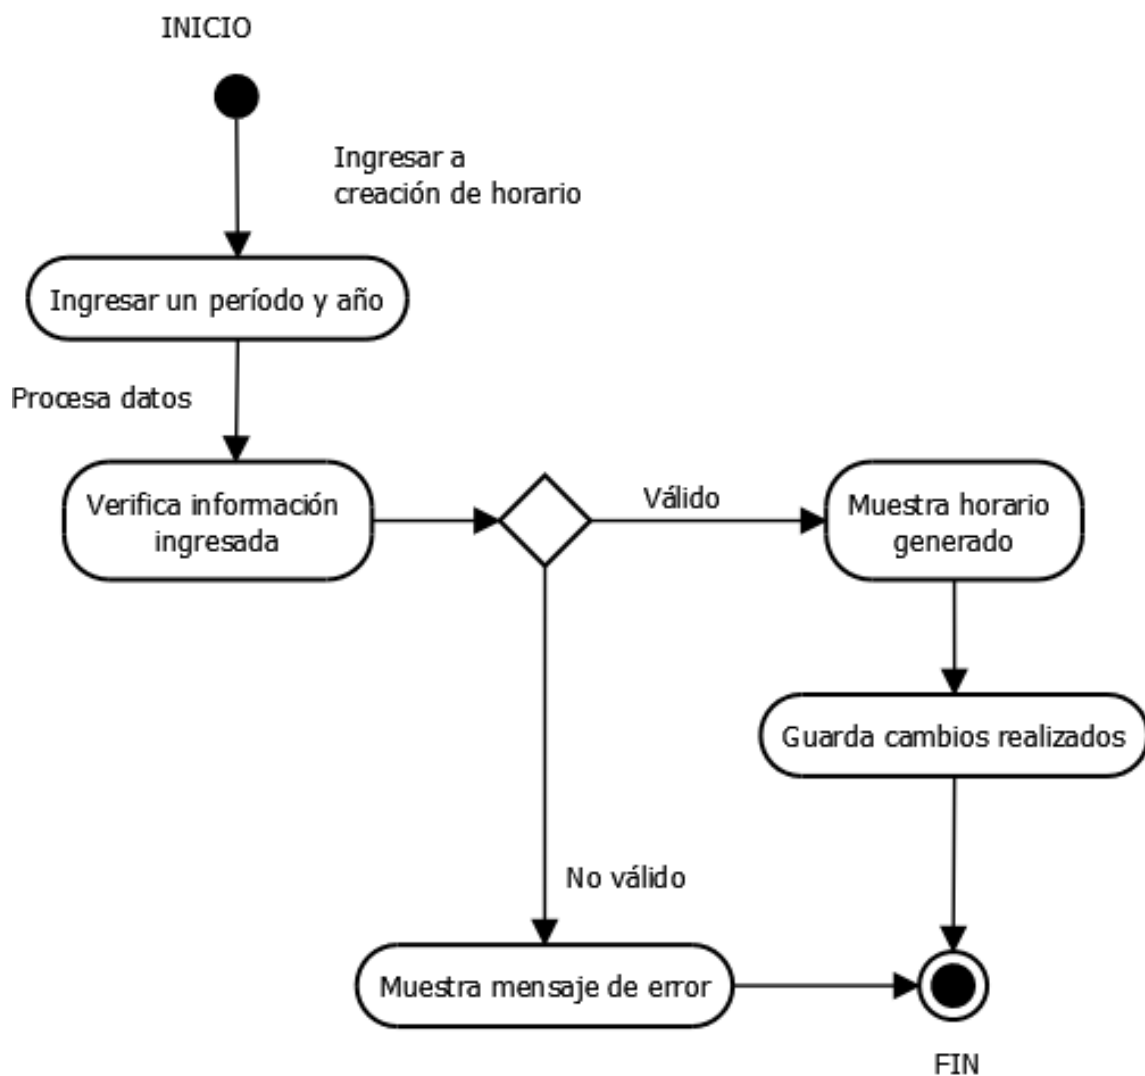 INICIO
Ingresar a
creación de horario
Ingresar un período y año
Procesa datos
Verifica información
ingresada
Válido
Muestra horario
generado
Guarda cambios realizados
No válido
Muestra mensaje de error
FIN